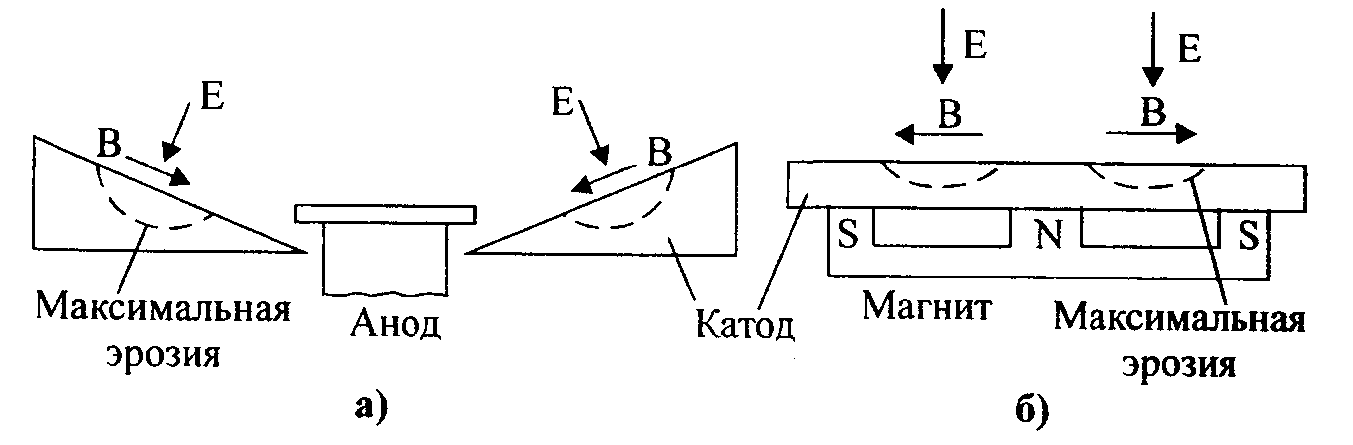 E
E
E
E
B
B
B
B
S
N
S
Максимальная
эрозия
Анод
Катод
Магнит
Максимальная
эрозия
а)
б)